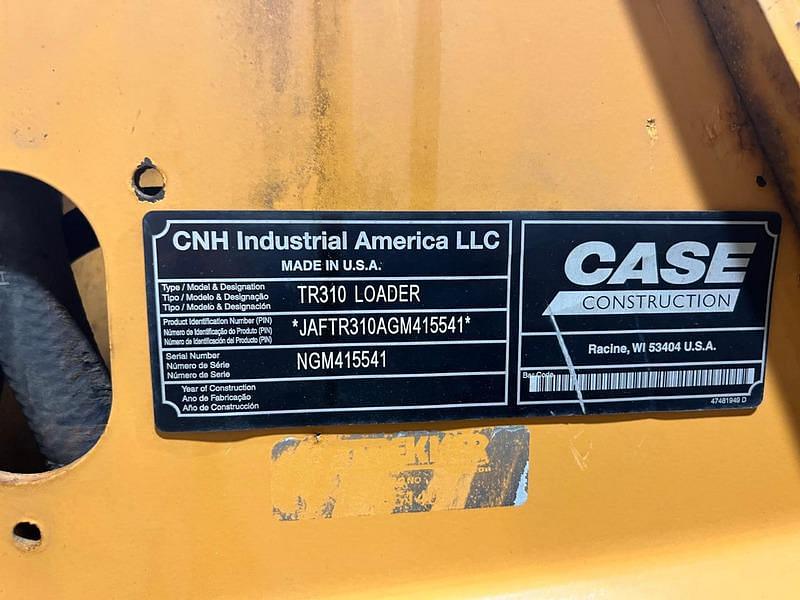 CNH Industrial America LLC
MADE IN U.S.A.
Type / Model & Designation
Tipo / Modelo & Designação
Tipo / Modelo & Designación
TR310 LOADER
Product Identification Number (PIN)
Número de Identificação do Produto (PIN)
Número de Identificación del Producto (PIN)
*JAFTR310AGM415541*
Serial Number
Número de Série
Número de Serie
NGM415541
Year of Construction
Ano de Fabricação
Año de Construcción
CASE
CONSTRUCTION
Racine, WI 53404 U.S.A.
Bar Code
47481949 D